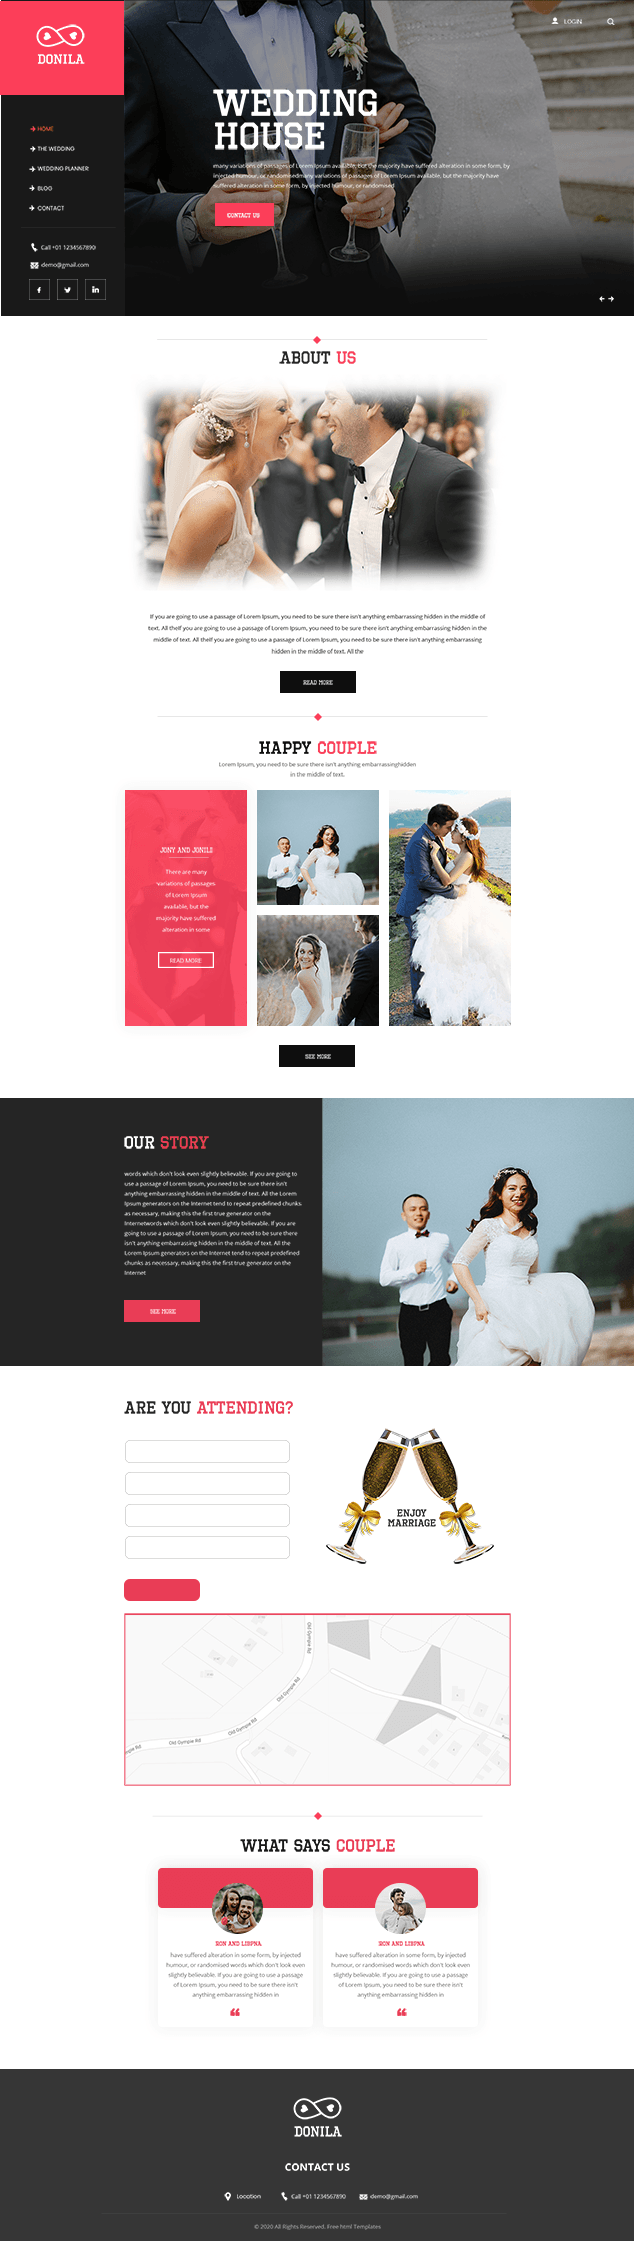 DONILA
LOGIN
HOME
THE WEDDING
WEDDING PLANNER
BLOG
CONTACT
Call +01 1234567890
demo@gmail.com
WEDDING
HOUSE
many variations of passages of Lorem Ipsum available, but the majority have suffered alteration in some form, by
injected humour, or randomisedmany variations of passages of Lorem Ipsum available, but the majority have
suffered alteration in some form, by injected humour, or randomised
CONTACT US
ABOUT US
If you are going to use a passage of Lorem Ipsum, you need to be sure there isn't anything embarrassing hidden in the middle of
text. All thelf you are going to use a passage of Lorem Ipsum, you need to be sure there isn't anything embarrassing hidden in the
middle of text. All thelf you are going to use a passage of Lorem Ipsum, you need to be sure there isn't anything embarrassing
hidden in the middle of text. All the
READ MORE
HAPPY COUPLE
Lorem Ipsum, you need to be sure there isn't anything embarrassinghidden
in the middle of text.
JONY AND JONILI
There are many
variations of passages
of Lorem Ipsum
available, but the
majority have suffered
alteration in some
READ MORE
SEE MORE
OUR STORY
words which don't look even slightly believable. If you are going to
use a passage of Lorem Ipsum, you need to be sure there isn't
anything embarrassing hidden in the middle of text. All the Lorem
Ipsum generators on the Internet tend to repeat predefined chunks
as necessary, making this the first true generator on the
Internetwords which don't look even slightly believable. If you are
going to use a passage of Lorem Ipsum, you need to be sure there
isn't anything embarrassing hidden in the middle of text. All the
Lorem Ipsum generators on the Internet tend to repeat predefined
chunks as necessary, making this the first true generator on the
Internet
SEE MORE
ARE YOU ATTENDING?
ENJOY
MARRIAGE
Old Gympie Rd
Old Gympie Rd
Old Gympie Rd
Old Gympie Rd
WHAT SAYS COUPLE
RON AND LISPNA
have suffered alteration in some form, by injected
humour, or randomised words which don't look even
slightly believable. If you are going to use a passage
of Lorem Ipsum, you need to be sure there isn't
anything embarrassing hidden in
RON AND LISPNA
have suffered alteration in some form, by injected
humour, or randomised words which don't look even
slightly believable. If you are going to use a passage
of Lorem Ipsum, you need to be sure there isn't
anything embarrassing hidden in
DONILA
CONTACT US
Location
Call +01 1234567890
demo@gmail.com
© 2020 All Rights Reserved. Free html Templates